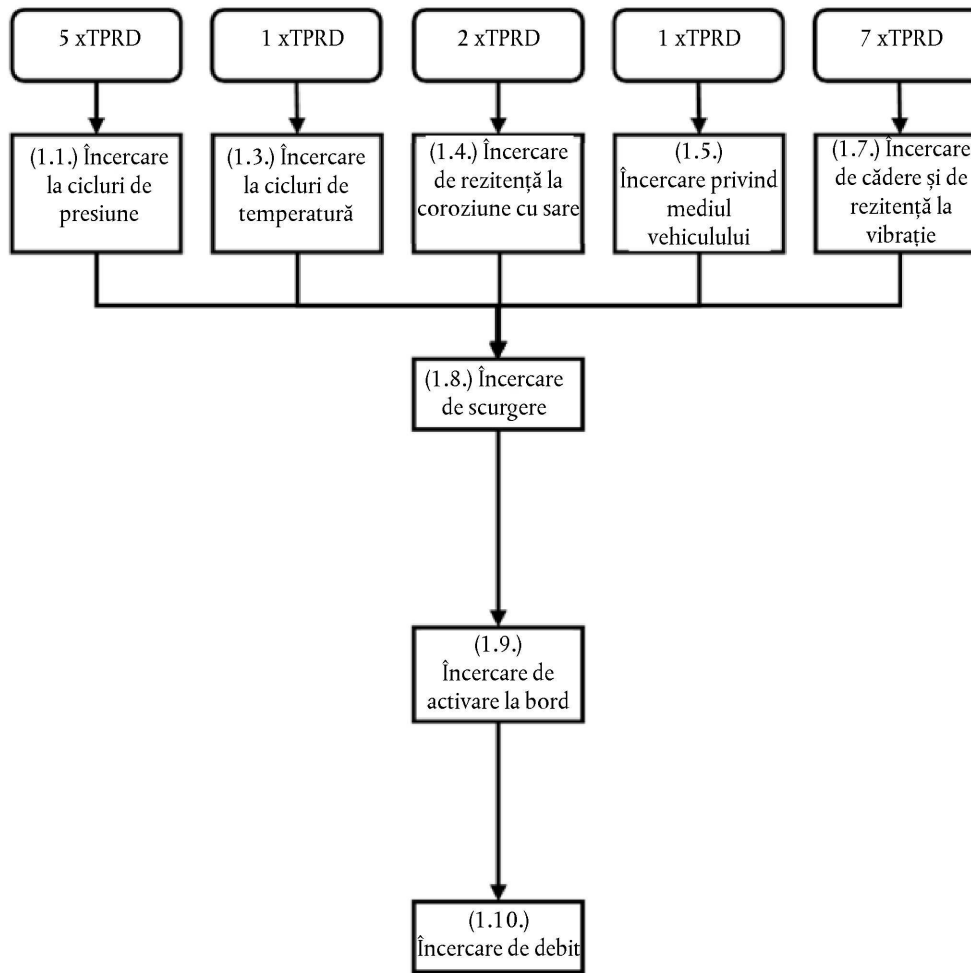 5 xTPRD
1 xTPRD
2 xTPRD
1 xTPRD
7 xTPRD
(1.1.) Încercare
la cicluri de
presiune
(1.3.) Încercare
la cicluri de
temperatură
(1.4.) Încercare
de rezitență la
coroziune cu sare
(1.5.)
Încercare privind
mediul
vehiculului
(1.7.) Încercare
de cădere și de
rezitență la
vibrație
(1.8.) Încercare
de scurgere
(1.9.)
Încercare de
activare la bord
(1.10.)
Încercare de debit